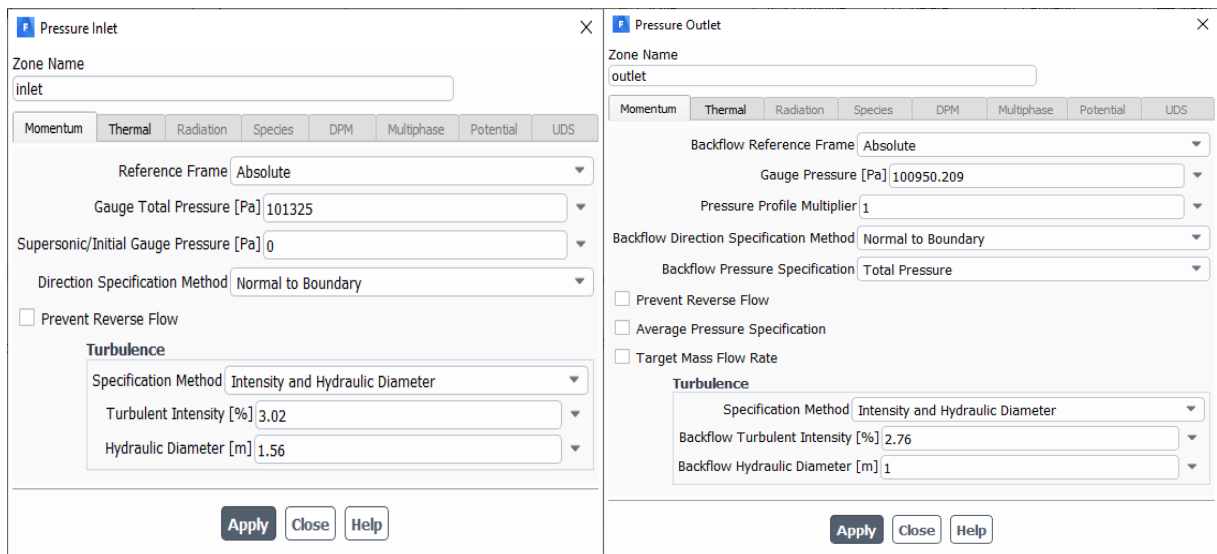 Pressure Inlet
Zone Name
inlet
Momentum Thermal Radiation Species DPM Multiphase Potential UDS
Reference Frame Absolute
Gauge Total Pressure [Pa] 101325
Supersonic/Initial Gauge Pressure [Pa] 0
Direction Specification Method Normal to Boundary
Prevent Reverse Flow
Turbulence
Specification Method Intensity and Hydraulic Diameter
Turbulent Intensity [%] 3.02
Hydraulic Diameter [m] 1.56
Apply Close Help
Pressure Outlet
Zone Name
outlet
Momentum Thermal Radiation Species DPM Multiphase Potential UDS
Backflow Reference Frame Absolute
Gauge Pressure [Pa] 100950.209
Pressure Profile Multiplier 1
Backflow Direction Specification Method Normal to Boundary
Backflow Pressure Specification Total Pressure
Prevent Reverse Flow
Average Pressure Specification
Target Mass Flow Rate
Turbulence
Specification Method Intensity and Hydraulic Diameter
Backflow Turbulent Intensity [%] 2.76
Backflow Hydraulic Diameter [m] 1
Apply Close Help